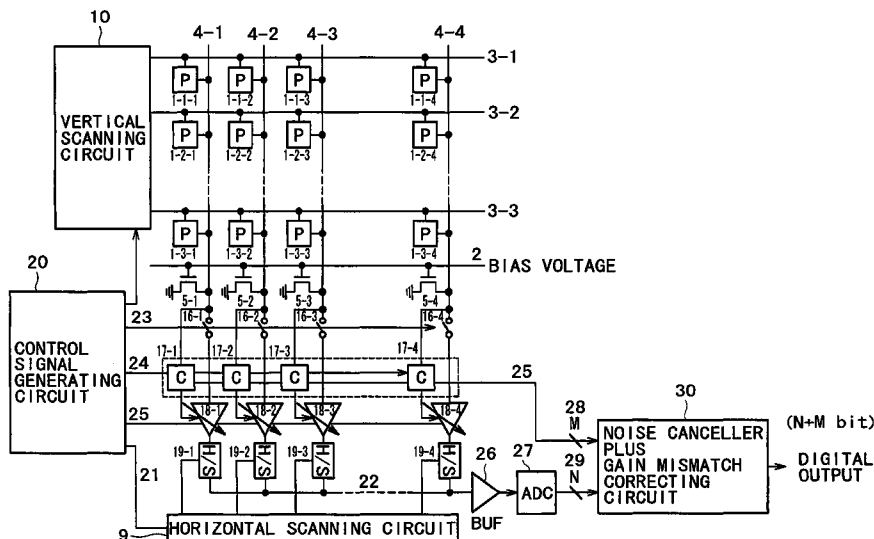 10
4-1 4-2 4-3 4-4
VERTICAL
SCANNING
CIRCUIT
3-1
P P P P
1-1-1 1-1-2 1-1-3 1-1-4
3-2
P P P P
1-2-1 1-2-2 1-2-3 1-2-4
3-3
P P P P
1-3-1 1-3-2 1-3-3 1-3-4
2
BIAS VOLTAGE
20
5-1 5-2 5-3 5-4
16-1 16-2 16-3 16-4
CONTROL
SIGNAL
GENERATING
CIRCUIT
23
17-1 17-2 17-3 17-4
24
C C C C
25
25
18-1 18-2 18-3 18-4
19-1 19-2 19-3 19-4
S/H S/H S/H S/H
21
22
26
BUF
27
ADC
28
M
29
N
30
NOISE CANCELLER
PLUS
GAIN MISMATCH
CORRECTING
CIRCUIT
(N+M bit)
DIGITAL
OUTPUT
9
HORIZONTAL SCANNING CIRCUIT